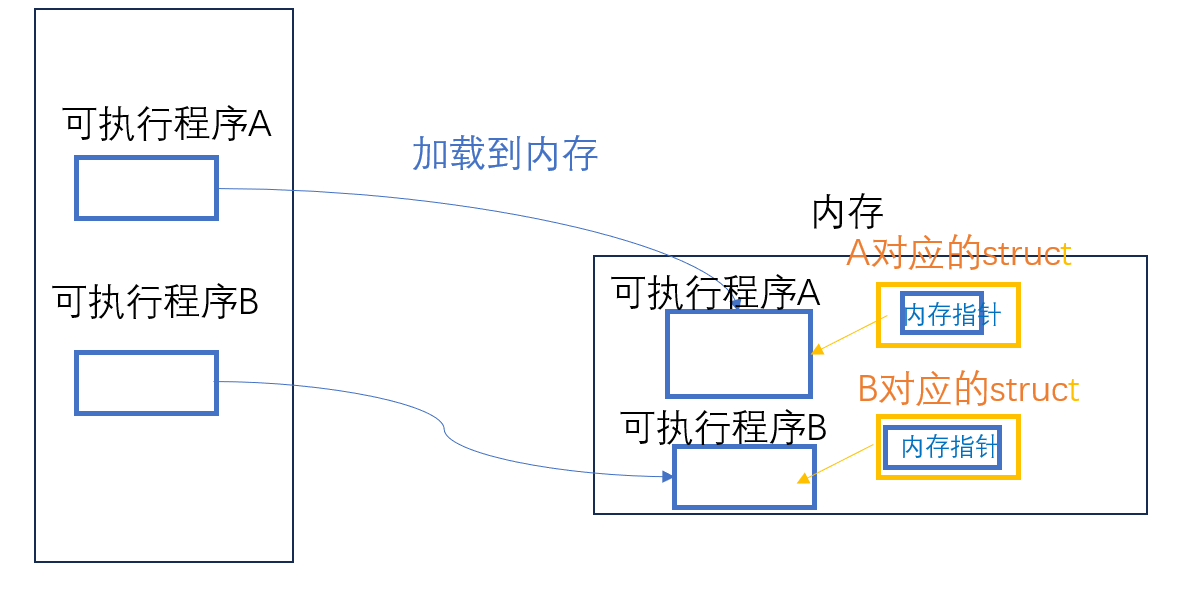 可执行程序A
加载到内存
可执行程序B
内存
A对应的struct
可执行程序A
内存指针
B对应的struct
可执行程序B
内存指针